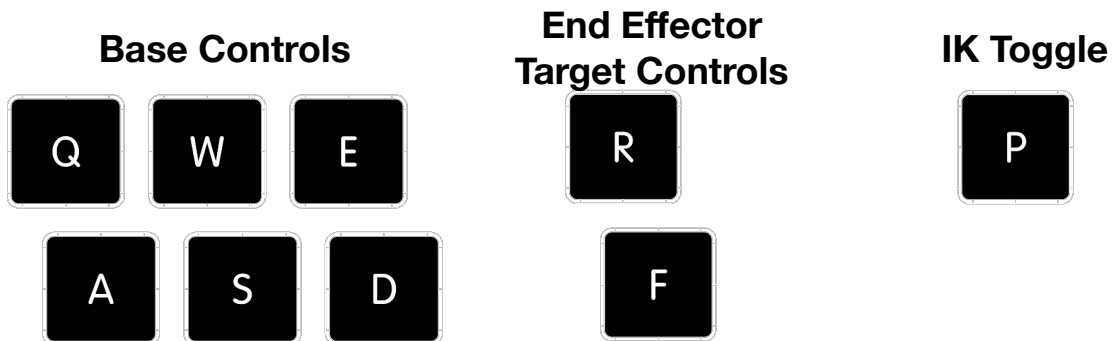 Base Controls
End Effector
Target Controls
IK Toggle
Q W E
R
P
A S D
F